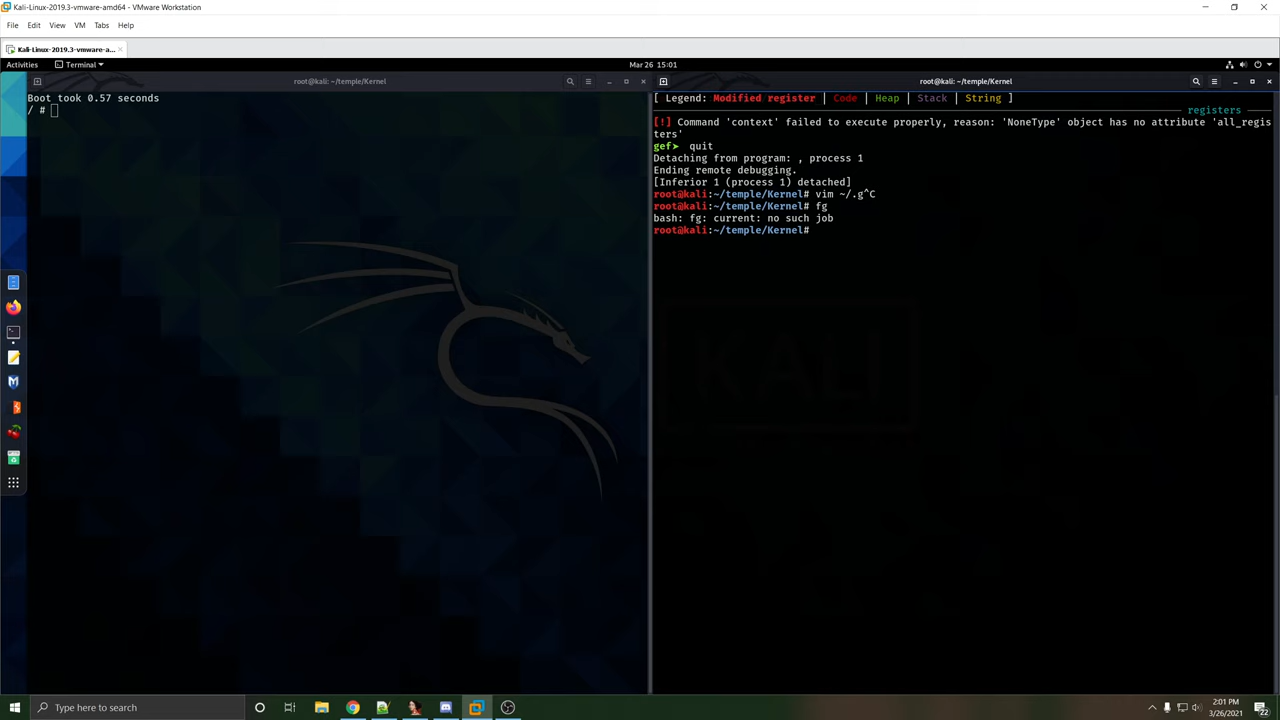 Kali-Linux-2019.3-vmware-amd64 - VMware Workstation
File Edit View VM Tabs Help
Kali-Linux-2019.3-vmware-a...
Activities Terminal Mar 26 15:01
root@kali: ~/temple/Kernel
Boot took 0.57 seconds
/ #
root@kali: ~/temple/Kernel
[ Legend: Modified register | Code | Heap | Stack | String ]
registers
[!] Command 'context' failed to execute properly, reason: 'NoneType' object has no attribute 'all_regis
ters'
gef➤ quit
Detaching from program: , process 1
Ending remote debugging.
[Inferior 1 (process 1) detached]
root@kali:~/temple/Kernel# vim ~/.g^C
root@kali:~/temple/Kernel# fg
bash: fg: current: no such job
root@kali:~/temple/Kernel#
KALI
Type here to search
2:01 PM
3/26/2021
22